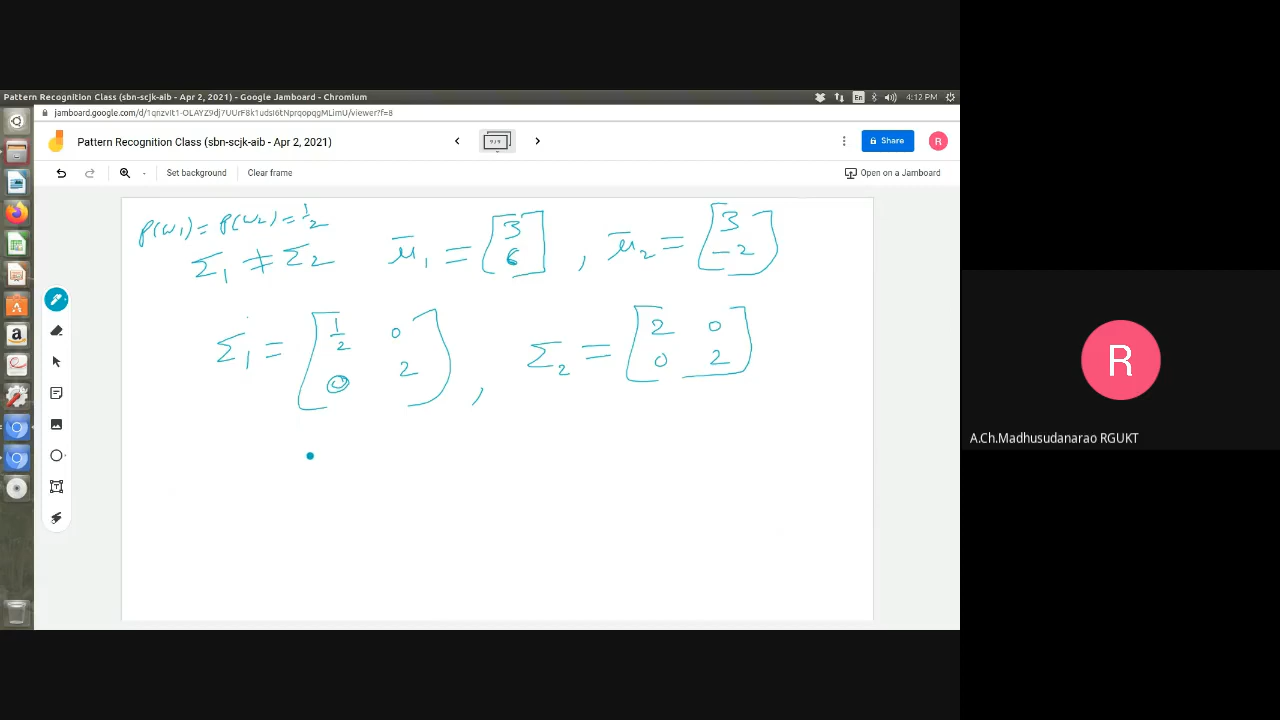 Pattern Recognition Class (sbn-scjk-aib - Apr 2, 2021) - Google Jamboard - Chromium
En
4:12 PM
Pattern Recognition Class (sbn-scjk-aib - Apr 2, 2021)
9 / 9
Share
R
Set background
Clear frame
Open on a Jamboard
P(ω₁) = P(ω₂) = 1/2
Σ₁ ≠ Σ₂ μ̄₁ = [3 6], μ̄₂ = [3 -2]
Σ₁ = [1/2 0 0 2], Σ₂ = [2 0 0 2]
R
A.Ch.Madhusudanarao RGUKT